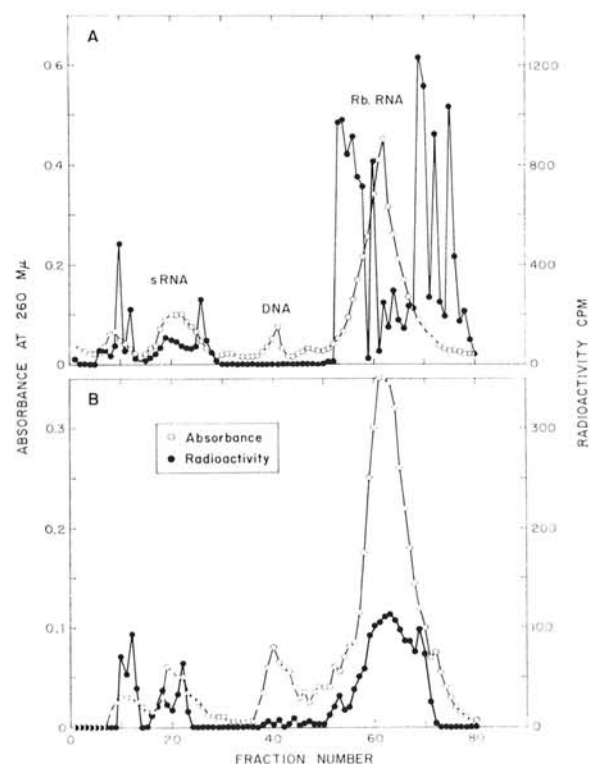 A
0.6
0.4
0.2
0
1200
800
400
0
Rb. RNA
sRNA
DNA
ABSORBANCE AT 260 Mμ
RADIOACTIVITY CPM
B
Absorbance
Radioactivity
0.3
0.2
0.1
0
300
200
100
0
0
20
40
60
80
FRACTION NUMBER